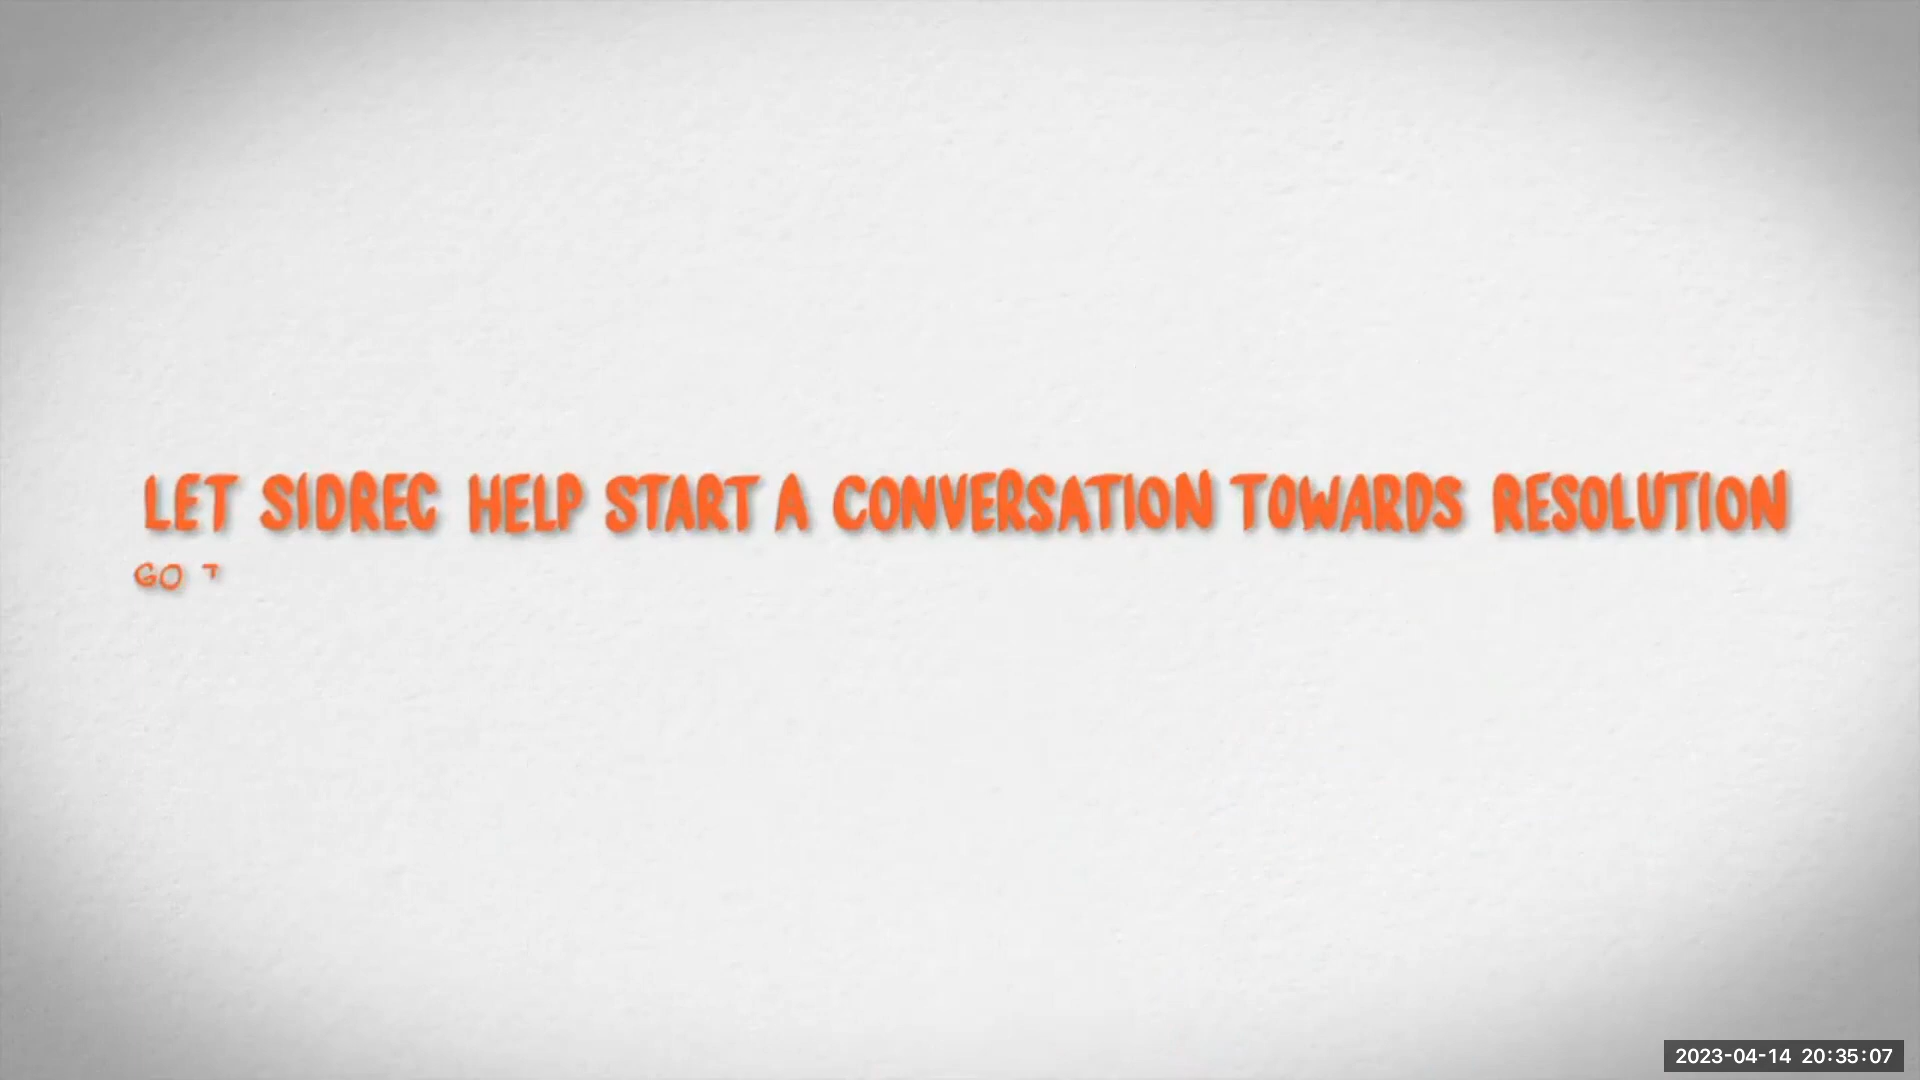 LET SIDREC HELP START A CONVERSATION TOWARDS RESOLUTION
GO T
2023-04-14 20:35:07